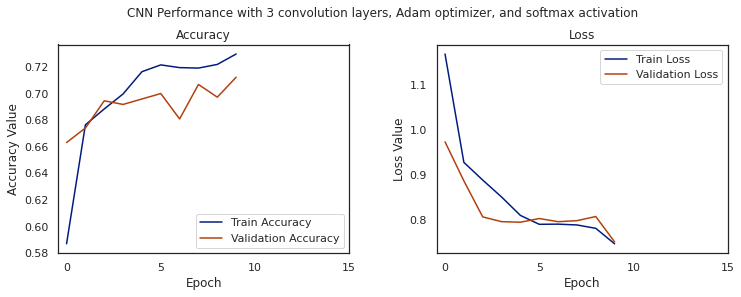 CNN Performance with 3 convolution layers, Adam optimizer, and softmax activation
Accuracy
Accuracy Value
0.72
0.70
0.68
0.66
0.64
0.62
0.60
0.58
Train Accuracy
Validation Accuracy
0
5
10
15
Epoch
Loss
Loss Value
1.1
1.0
0.9
0.8
Train Loss
Validation Loss
0
5
10
15
Epoch